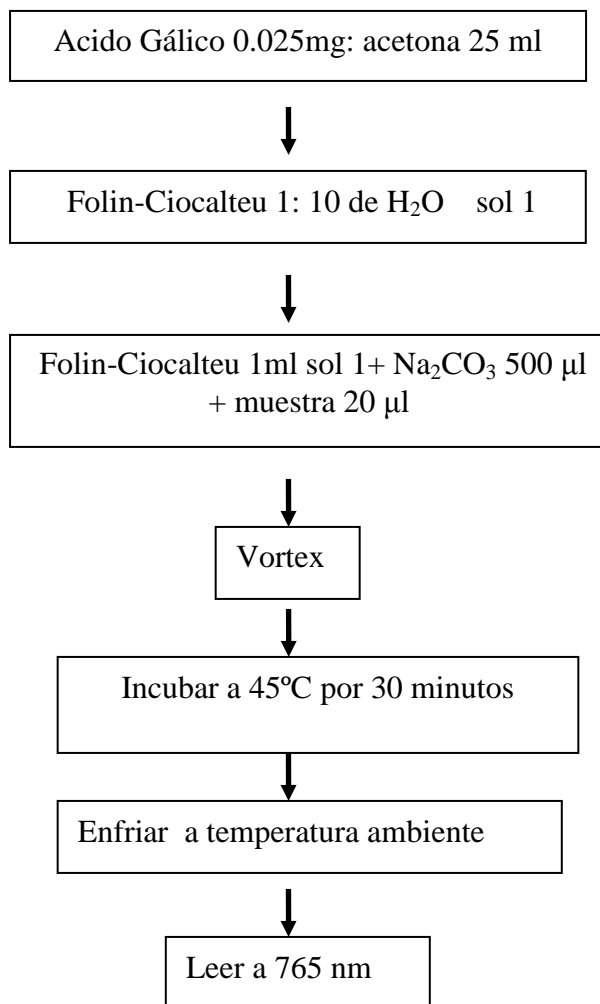 Acido Gálico 0.025mg: acetona 25 ml
Folin-Ciocalteu 1: 10 de H₂O sol 1
Folin-Ciocalteu 1ml sol 1+ Na₂CO₃ 500 μl
+ muestra 20 μl
Vortex
Incubar a 45ºC por 30 minutos
Enfriar a temperatura ambiente
Leer a 765 nm